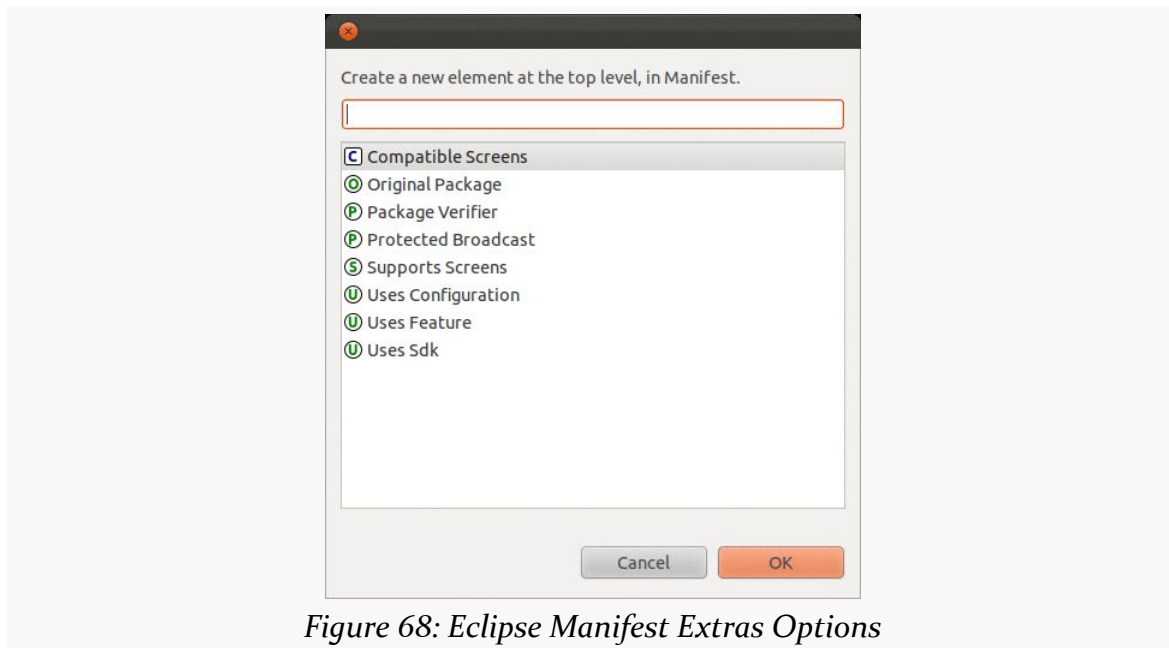 Create a new element at the top level, in Manifest.
C Compatible Screens
O Original Package
P Package Verifier
P Protected Broadcast
S Supports Screens
U Uses Configuration
U Uses Feature
U Uses Sdk
Cancel OK
Figure 68: Eclipse Manifest Extras Options